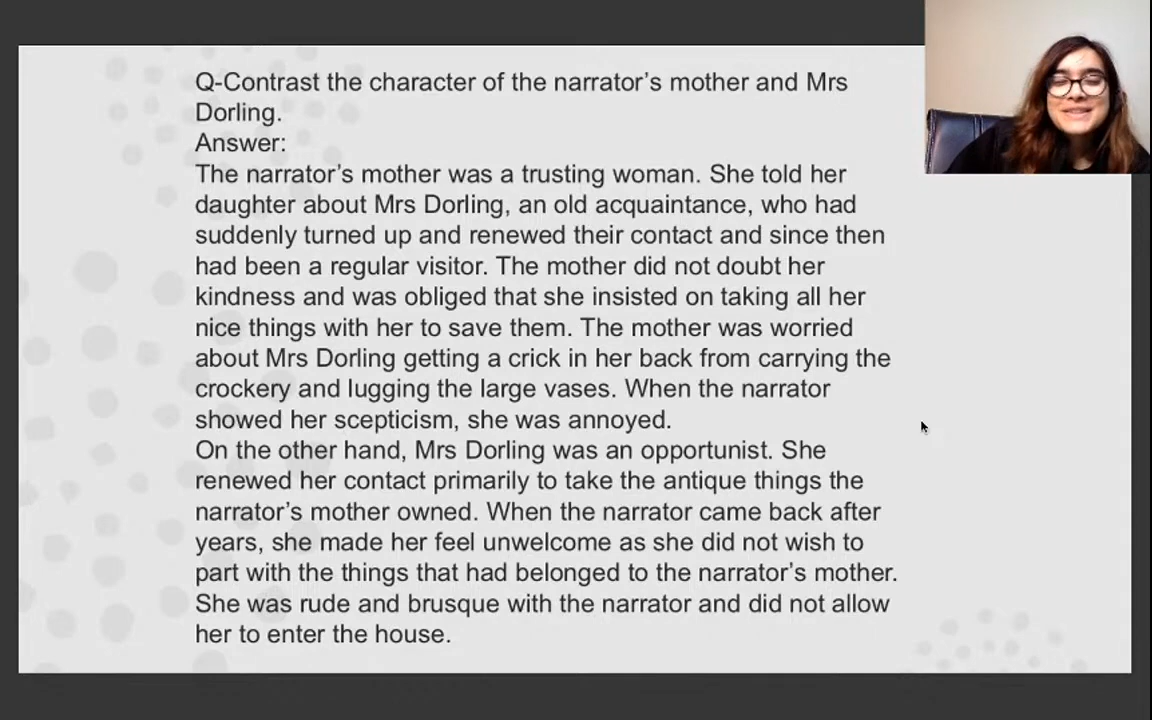 Q-Contrast the character of the narrator's mother and Mrs
Dorling.
Answer:
The narrator's mother was a trusting woman. She told her
daughter about Mrs Dorling, an old acquaintance, who had
suddenly turned up and renewed their contact and since then
had been a regular visitor. The mother did not doubt her
kindness and was obliged that she insisted on taking all her
nice things with her to save them. The mother was worried
about Mrs Dorling getting a crick in her back from carrying the
crockery and lugging the large vases. When the narrator
showed her scepticism, she was annoyed.
On the other hand, Mrs Dorling was an opportunist. She
renewed her contact primarily to take the antique things the
narrator's mother owned. When the narrator came back after
years, she made her feel unwelcome as she did not wish to
part with the things that had belonged to the narrator's mother.
She was rude and brusque with the narrator and did not allow
her to enter the house.